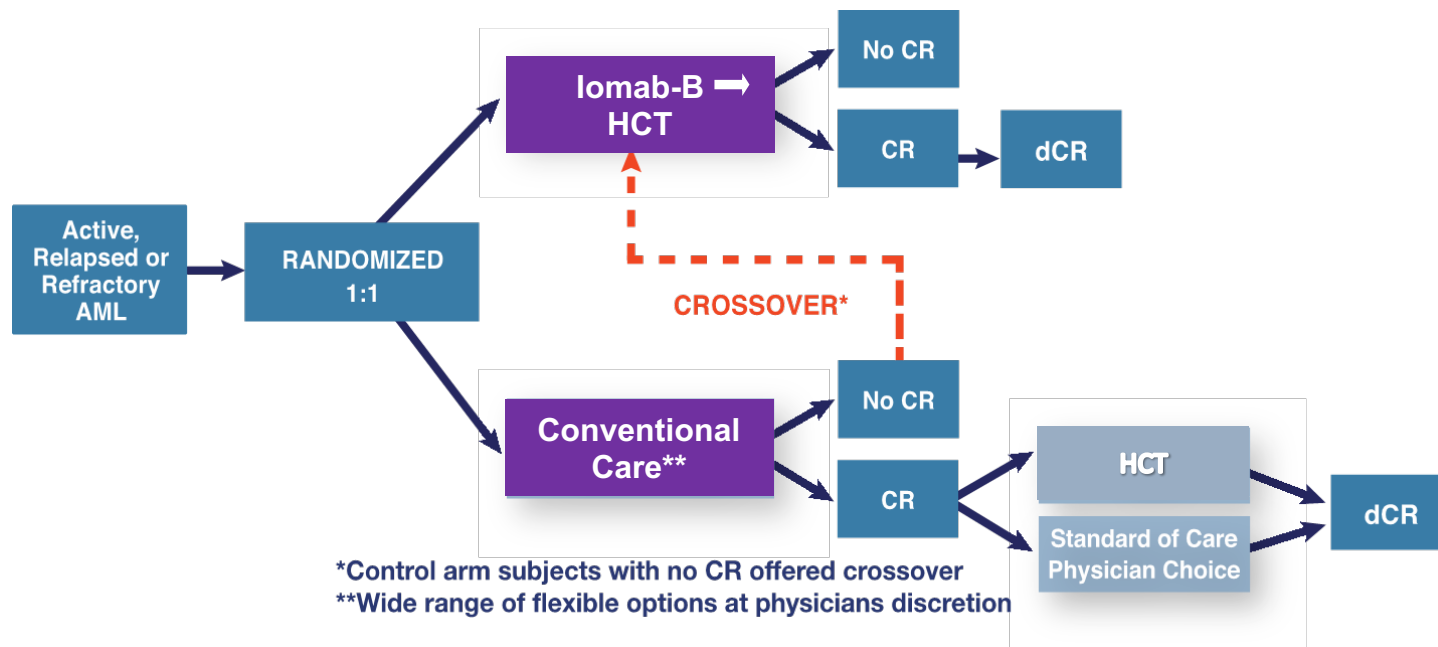 Active,
Relapsed or
Refractory
AML
RANDOMIZED
1:1
Iomab-B ➡
HCT
No CR
CR
dCR
CROSSOVER*
Conventional
Care**
No CR
CR
HCT
Standard of Care
Physician Choice
dCR
*Control arm subjects with no CR offered crossover
**Wide range of flexible options at physicians discretion